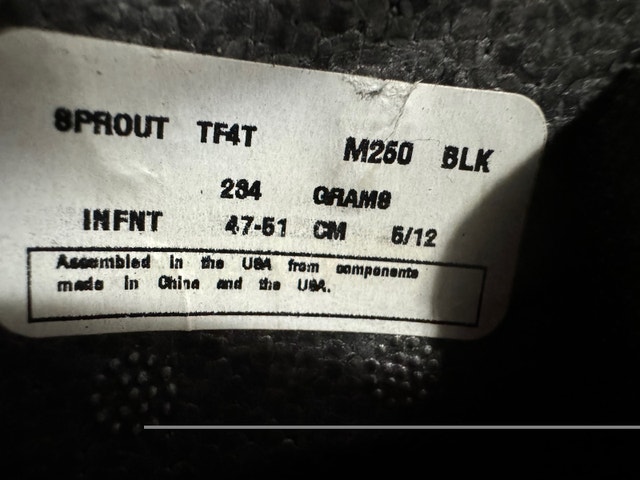 SPROUT TF4T M250 BLK
234 GRAMS
INFNT 47-51 CM 5/12
Assembled in the USA from components
made in China and the USA.